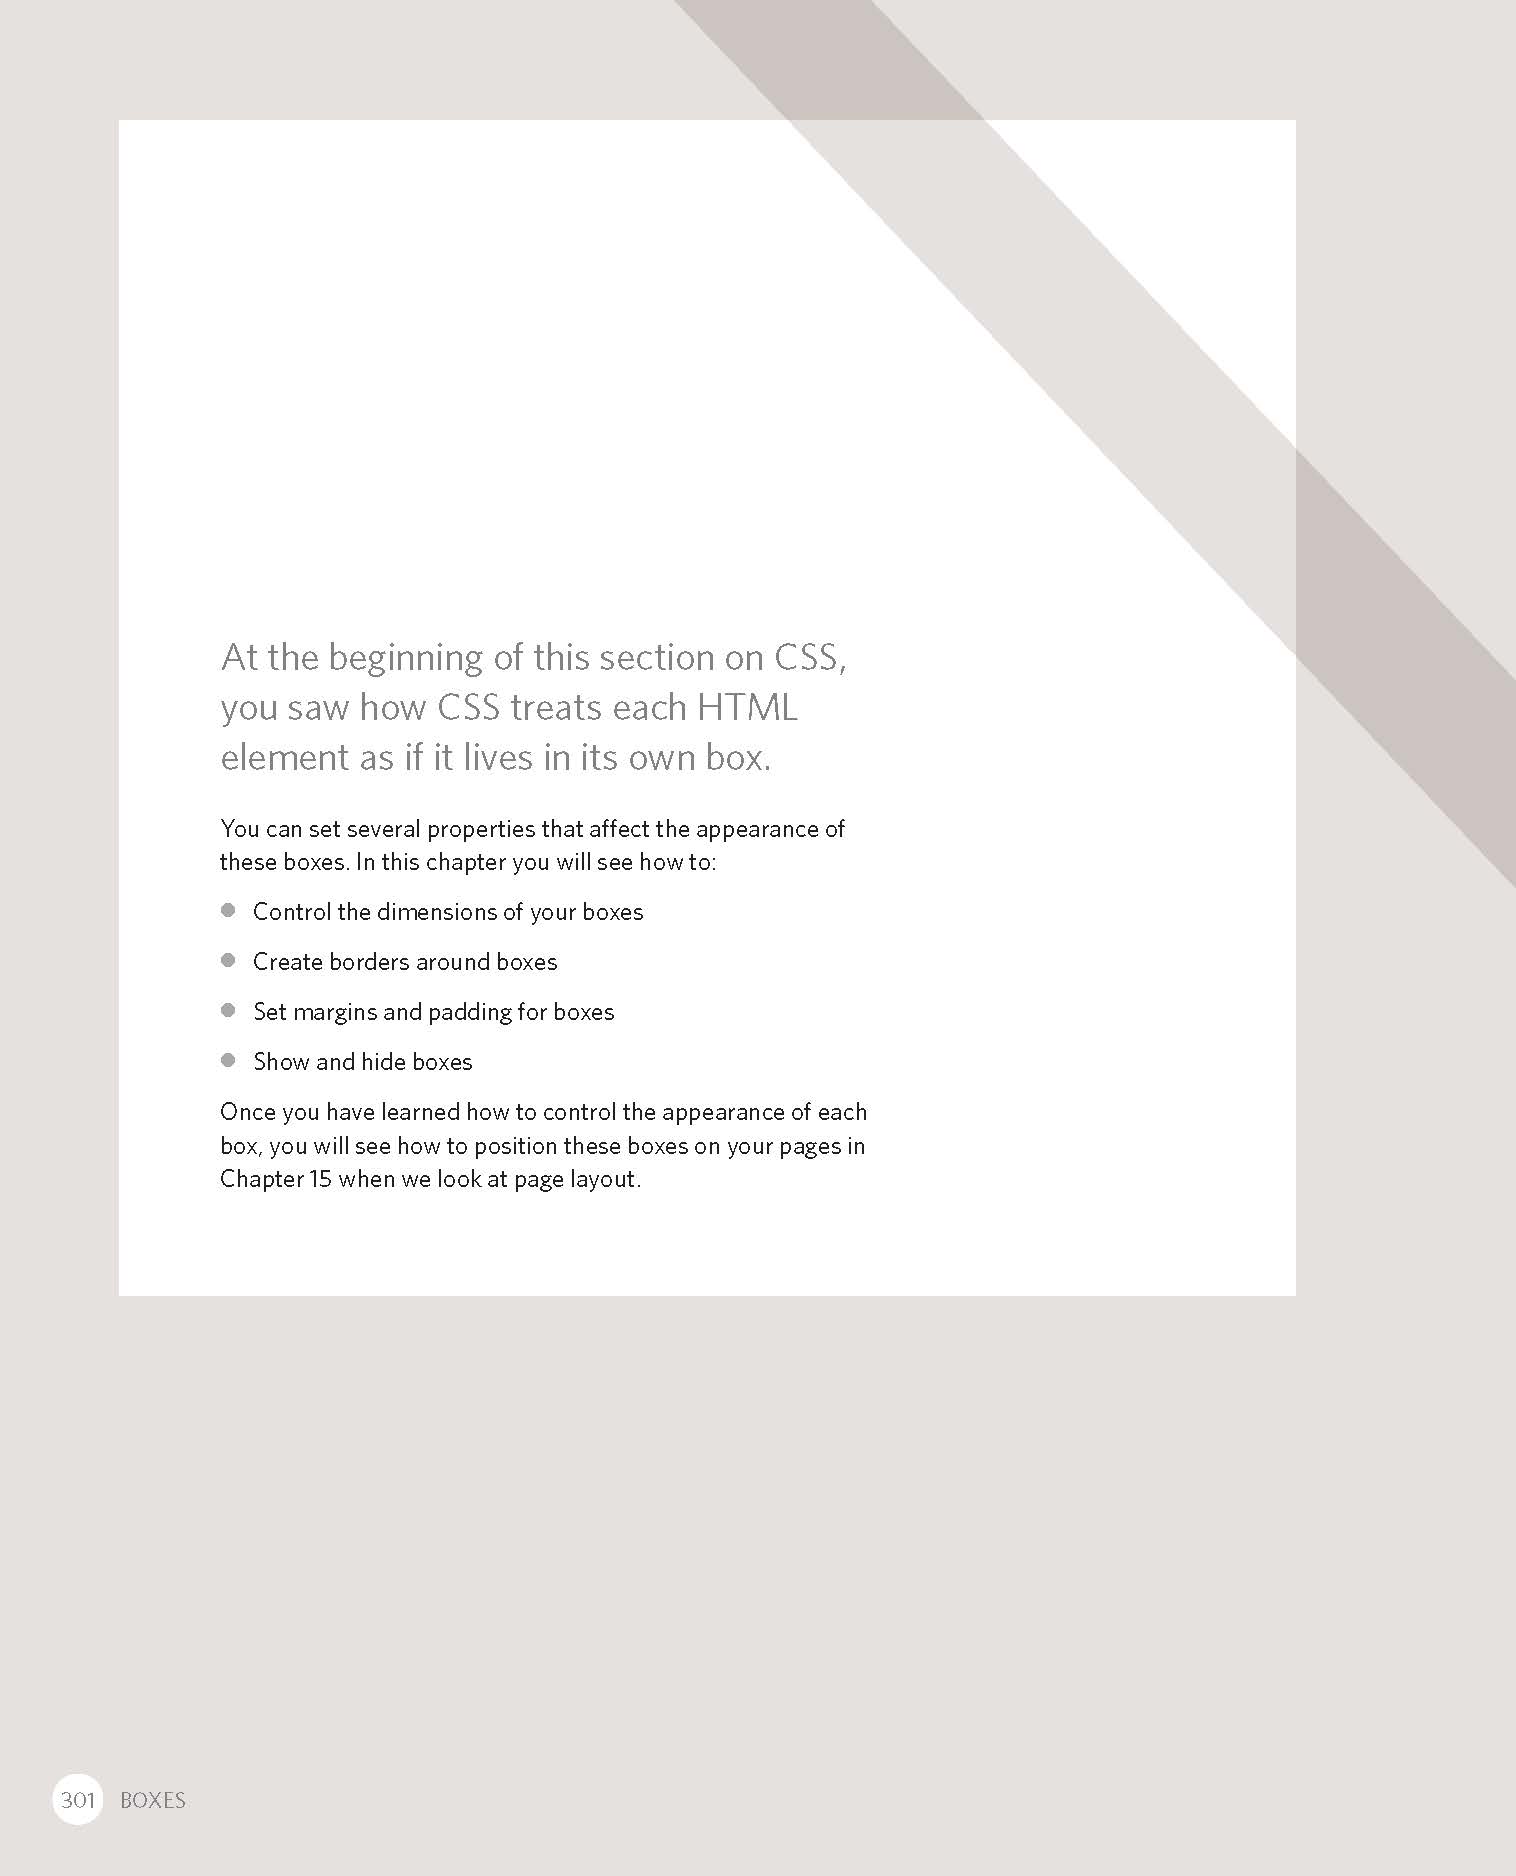 At the beginning of this section on CSS,
you saw how CSS treats each HTML
element as if it lives in its own box.
You can set several properties that affect the appearance of
these boxes. In this chapter you will see how to:
● Control the dimensions of your boxes
● Create borders around boxes
● Set margins and padding for boxes
● Show and hide boxes
Once you have learned how to control the appearance of each
box, you will see how to position these boxes on your pages in
Chapter 15 when we look at page layout.
301 BOXES